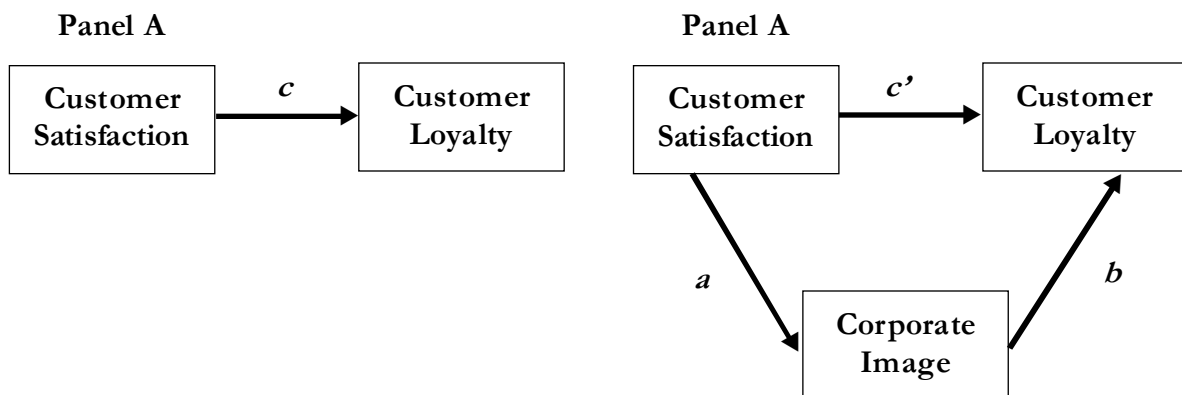 Panel A
Customer
Satisfaction
c
Customer
Loyalty
Panel A
Customer
Satisfaction
c’
Customer
Loyalty
a
b
Corporate
Image